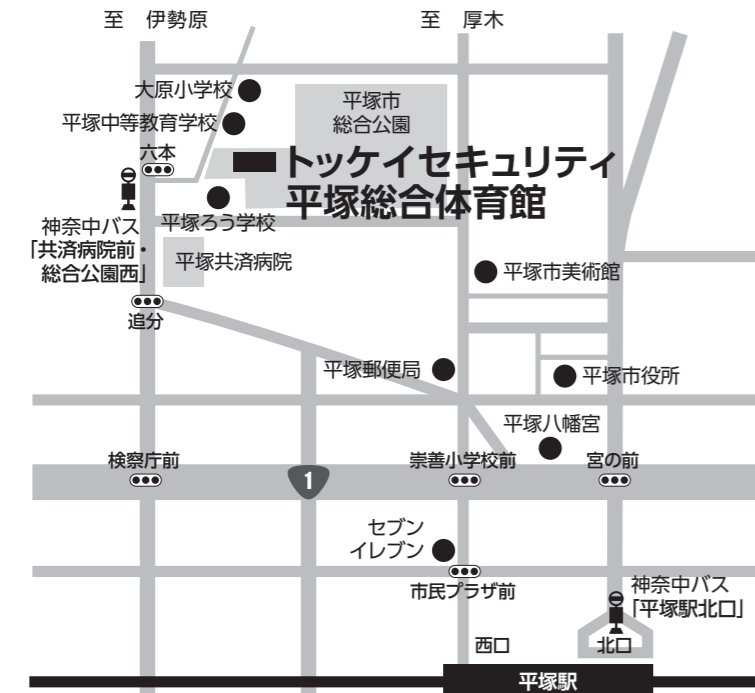 至 伊勢原
至 厚木
大原小学校
平塚市
総合公園
平塚中等教育学校
六本
トッケイセキュリティ
平塚総合体育館
神奈中バス
「共済病院前・
総合公園西」
平塚ろう学校
平塚共済病院
平塚市美術館
追分
平塚郵便局
平塚市役所
平塚八幡宮
検察庁前
1
崇善小学校前
宮の前
セブン
イレブン
市民プラザ前
神奈中バス
「平塚駅北口」
西口
北口
平塚駅